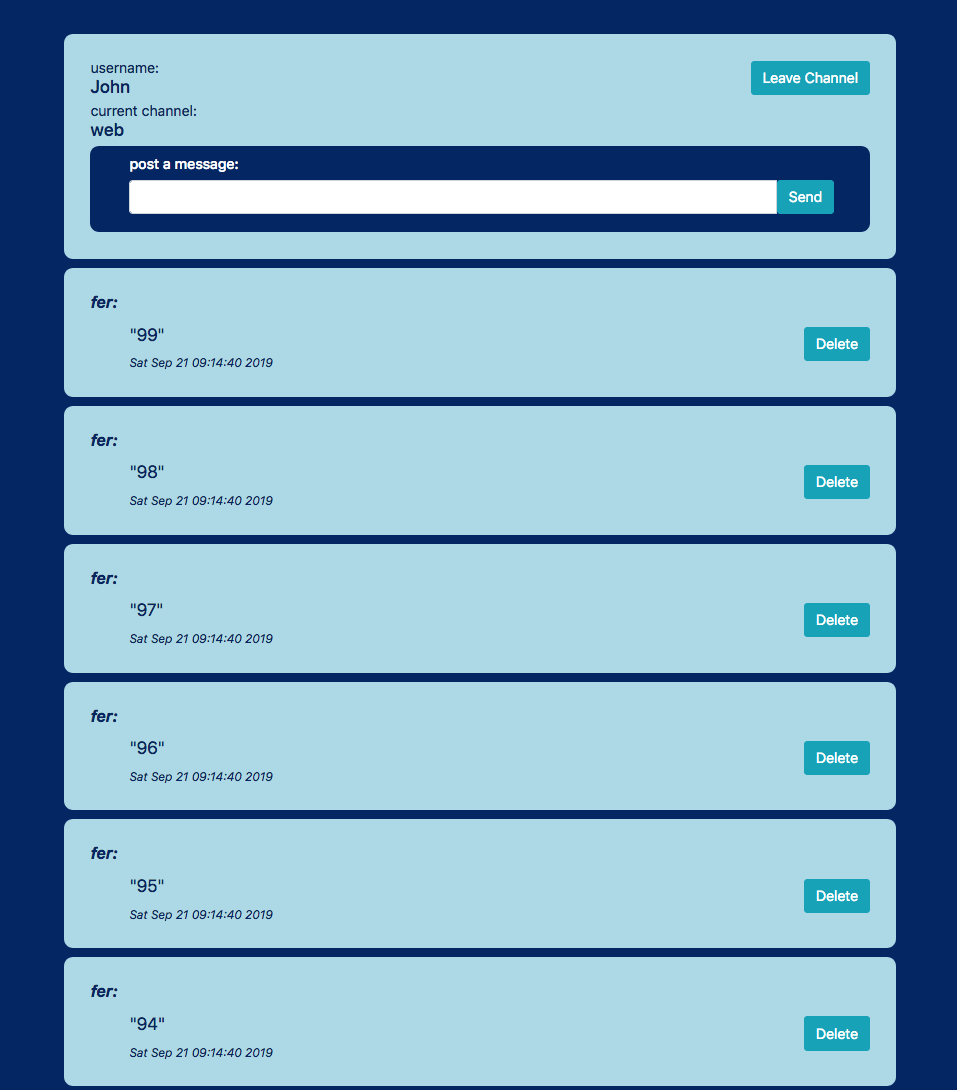 username:
John
Leave Channel
current channel:
web
post a message:
Send
fer:
"99"
Delete
Sat Sep 21 09:14:40 2019
fer:
"98"
Delete
Sat Sep 21 09:14:40 2019
fer:
"97"
Delete
Sat Sep 21 09:14:40 2019
fer:
"96"
Delete
Sat Sep 21 09:14:40 2019
fer:
"95"
Delete
Sat Sep 21 09:14:40 2019
fer:
"94"
Delete
Sat Sep 21 09:14:40 2019